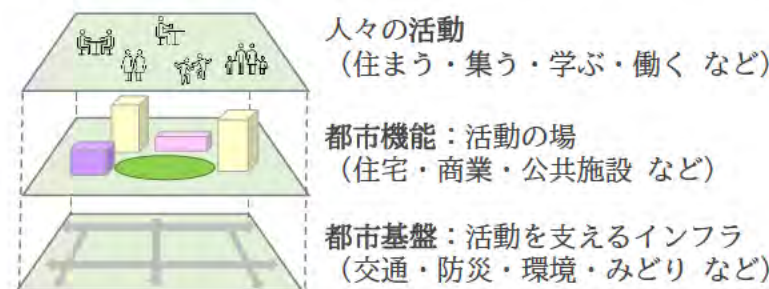 人々の活動
（住まう・集う・学ぶ・働く など）
都市機能：活動の場
（住宅・商業・公共施設 など）
都市基盤：活動を支えるインフラ
（交通・防災・環境・みどり など）